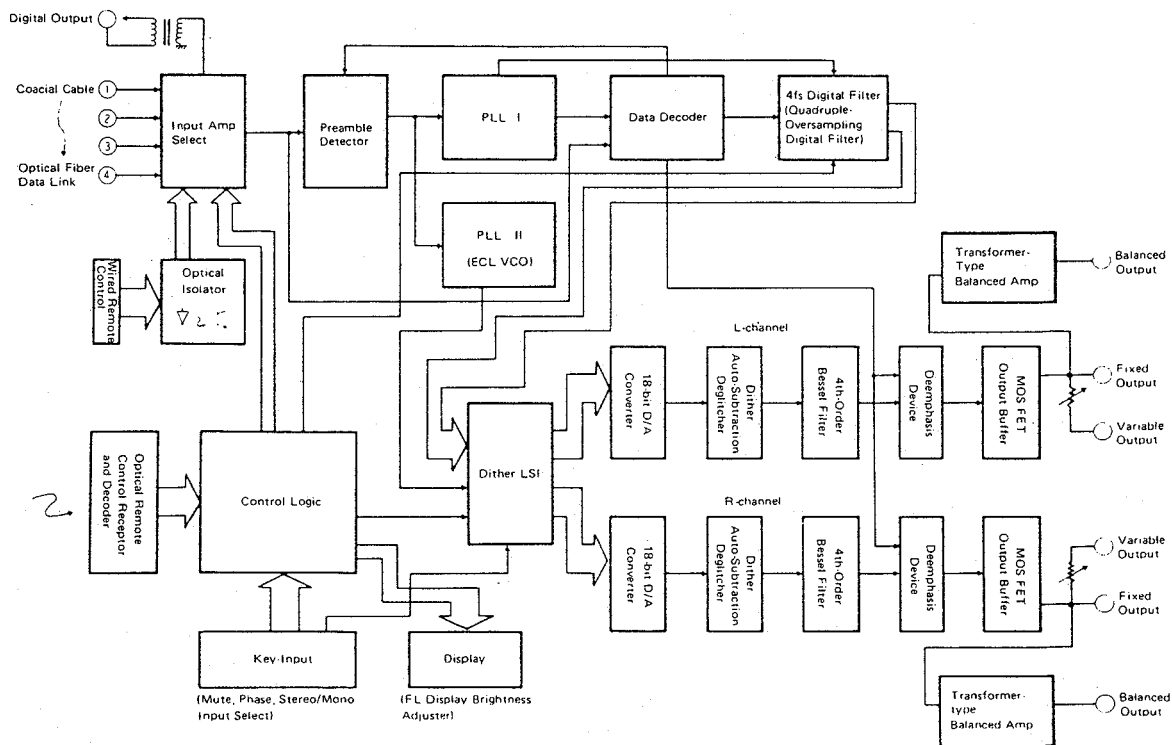 Digital Output
Coacial Cable
1
2
3
4
Optical Fiber
Data Link
Input Amp
Select
Preamble
Detector
PLL I
Data Decoder
4fs Digital Filter
(Quadruple-
Oversampling
Digital Filter)
PLL II
(ECL VCO)
Wired Remote
Control
Optical
Isolator
Transformer-
Type
Balanced Amp
Balanced
Output
L-channel
18-bit D/A
Converter
Dither
Auto-Subtraction
Deglitcher
4th-Order
Bessel Filter
Deemphasis
Device
MOS FET
Output Buffer
Fixed
Output
Variable
Output
Optical Remote
Control Receptor
and Decoder
Control Logic
Dither LSI
R-channel
18-bit D/A
Converter
Dither
Auto-Subtraction
Deglitcher
4th-Order
Bessel Filter
Deemphasis
Device
MOS FET
Output Buffer
Variable
Output
Fixed
Output
Key-Input
(Mute, Phase, Stereo/Mono
Input Select)
Display
(FL Display Brightness
Adjuster)
Transformer-
type
Balanced Amp
Balanced
Output